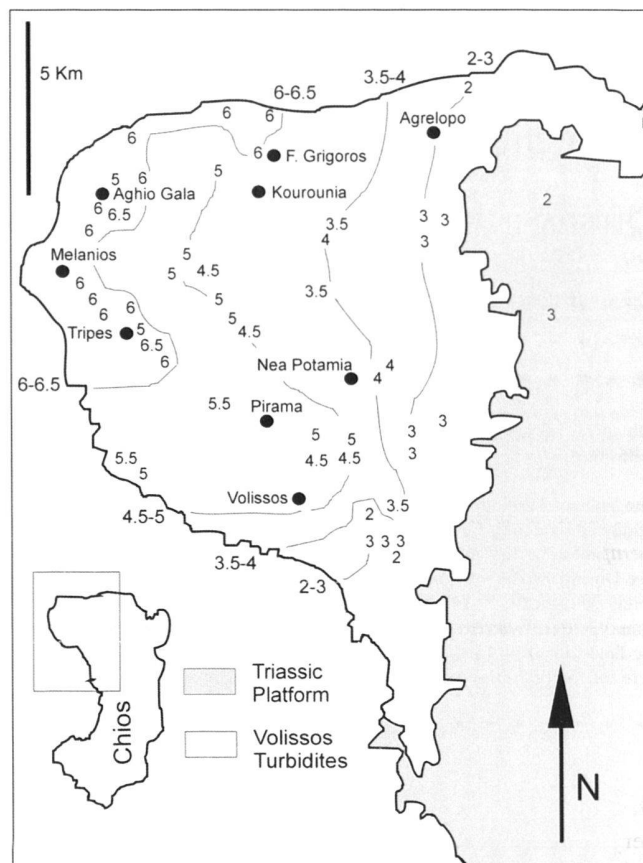 5 Km
2-3
3.5-4
6-6.5
2
6 6
Agrelopo
6
6
F. Grigoros
5 6
5
Aghio Gala
Kourounia
6 6.5
2
3 3
3.5
6
4
3
Melanios
5
5 4.5
6
3.5
6
5
6
6
3
5
Tripes
5
4.5
6.5
6
Nea Potamia
4
4
6-6.5
5.5
Pirama
3
3
5
5
3
5.5
4.5
4.5
5
Volissos
3.5
4.5-5
2
3 3 3
3.5-4
2
2-3
Chios
Triassic
Platform
Volissos
Turbidites
N